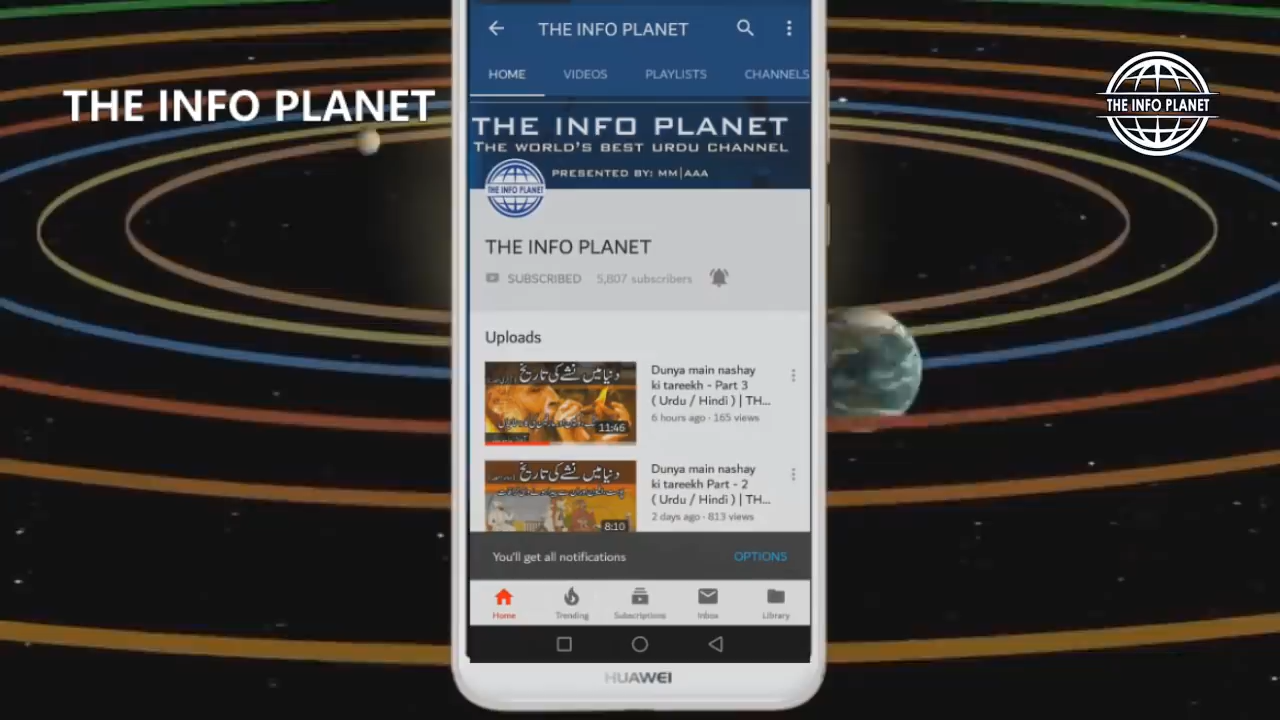 THE INFO PLANET
THE INFO PLANET
THE INFO PLANET
HOME VIDEOS PLAYLISTS CHANNELS
THE INFO PLANET
THE WORLD'S BEST URDU CHANNEL
PRESENTED BY: MM|AAA
THE INFO PLANET
THE INFO PLANET
SUBSCRIBED 5,807 subscribers
Uploads
دنیا میں نشے کی تاریخ
11:46
Dunya main nashay
ki tareekh - Part 3
( Urdu / Hindi ) | TH...
6 hours ago · 165 views
دنیا میں نشے کی تاریخ
8:10
Dunya main nashay
ki tareekh Part - 2
( Urdu / Hindi ) | TH...
2 days ago · 813 views
You'll get all notifications OPTIONS
Home Trending Subscriptions Inbox Library
HUAWEI